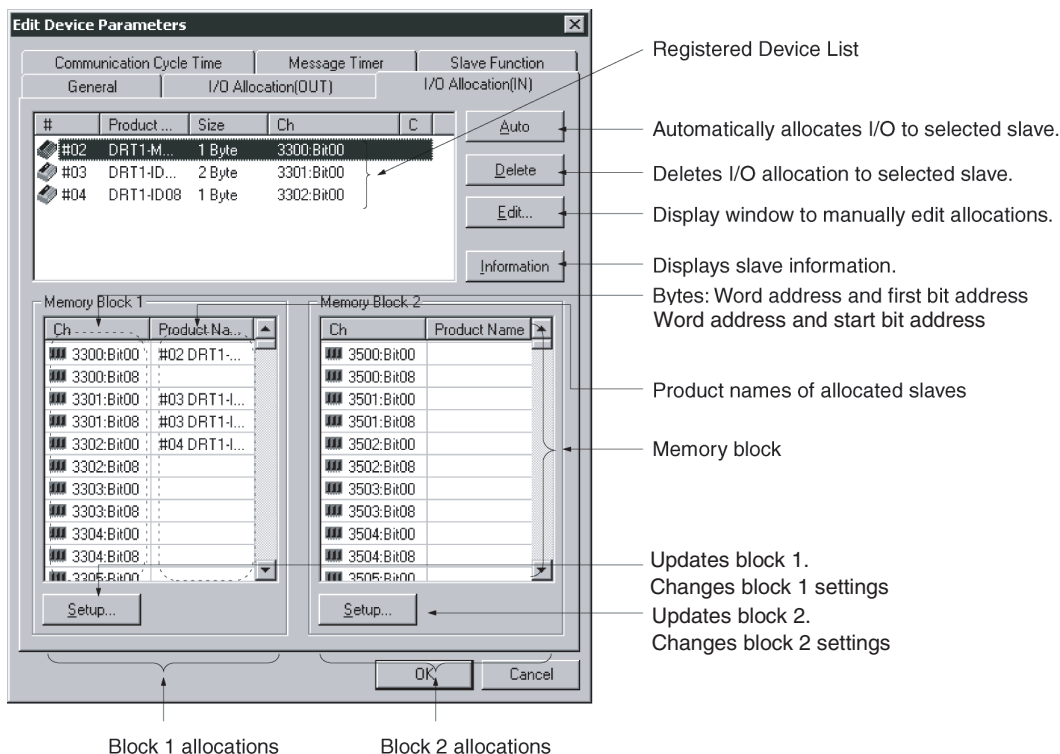 Edit Device Parameters
Communication Cycle Time Message Timer Slave Function
General I/O Allocation(OUT) I/O Allocation(IN)
# Product ... Size Ch C
#02 DRT1-M... 1 Byte 3300:Bit00
#03 DRT1-ID... 2 Byte 3301:Bit00
#04 DRT1-ID08 1 Byte 3302:Bit00
Auto
Delete
Edit...
Information
Registered Device List
Automatically allocates I/O to selected slave.
Deletes I/O allocation to selected slave.
Display window to manually edit allocations.
Displays slave information.
Bytes: Word address and first bit address
Word address and start bit address
Product names of allocated slaves
Memory block
Updates block 1.
Changes block 1 settings
Updates block 2.
Changes block 2 settings
Memory Block 1
Ch Product Na...
3300:Bit00 #02 DRT1-...
3300:Bit08
3301:Bit00 #03 DRT1-I...
3301:Bit08 #03 DRT1-I...
3302:Bit00 #04 DRT1-I...
3302:Bit08
3303:Bit00
3303:Bit08
3304:Bit00
3304:Bit08
3305:Bit00
Setup...
Memory Block 2
Ch Product Name
3500:Bit00
3500:Bit08
3501:Bit00
3501:Bit08
3502:Bit00
3502:Bit08
3503:Bit00
3503:Bit08
3504:Bit00
3504:Bit08
3505:Bit00
Setup...
OK Cancel
Block 1 allocations Block 2 allocations